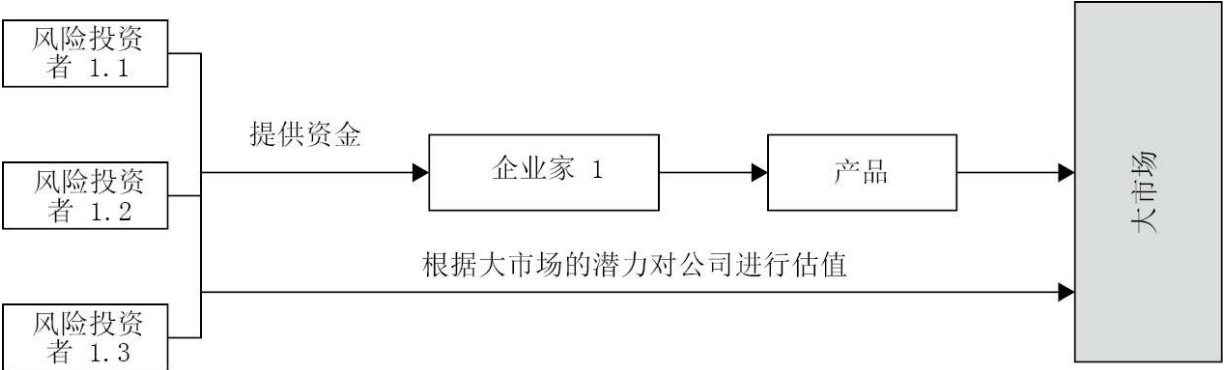 风险投资
者 1.1
提供资金
风险投资
者 1.2
企业家 1
产品
大市场
根据大市场的潜力对公司进行估值
风险投资
者 1.3